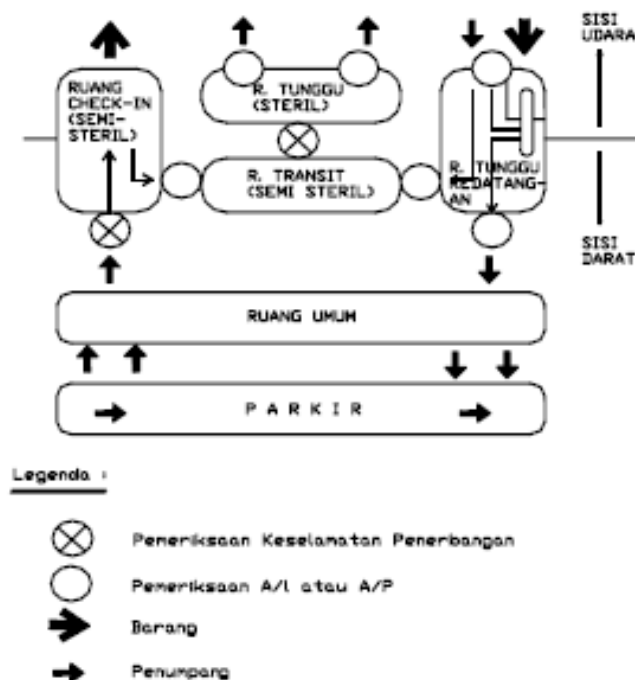 SISI
UDARA
RUANG
CHECK-IN
(SEMI-
STERIL)
R. TUNGGU
(STERIL)
R. TRANSIT
(SEMI STERIL)
R. TUNGGU
KEDATANG-
AN
SISI
DARAT
RUANG UMUM
PARKIR
Legenda :
Pemeriksaan Keselamatan Penerbangan
Pemeriksaan A/l atau A/P
Barang
Penumpang